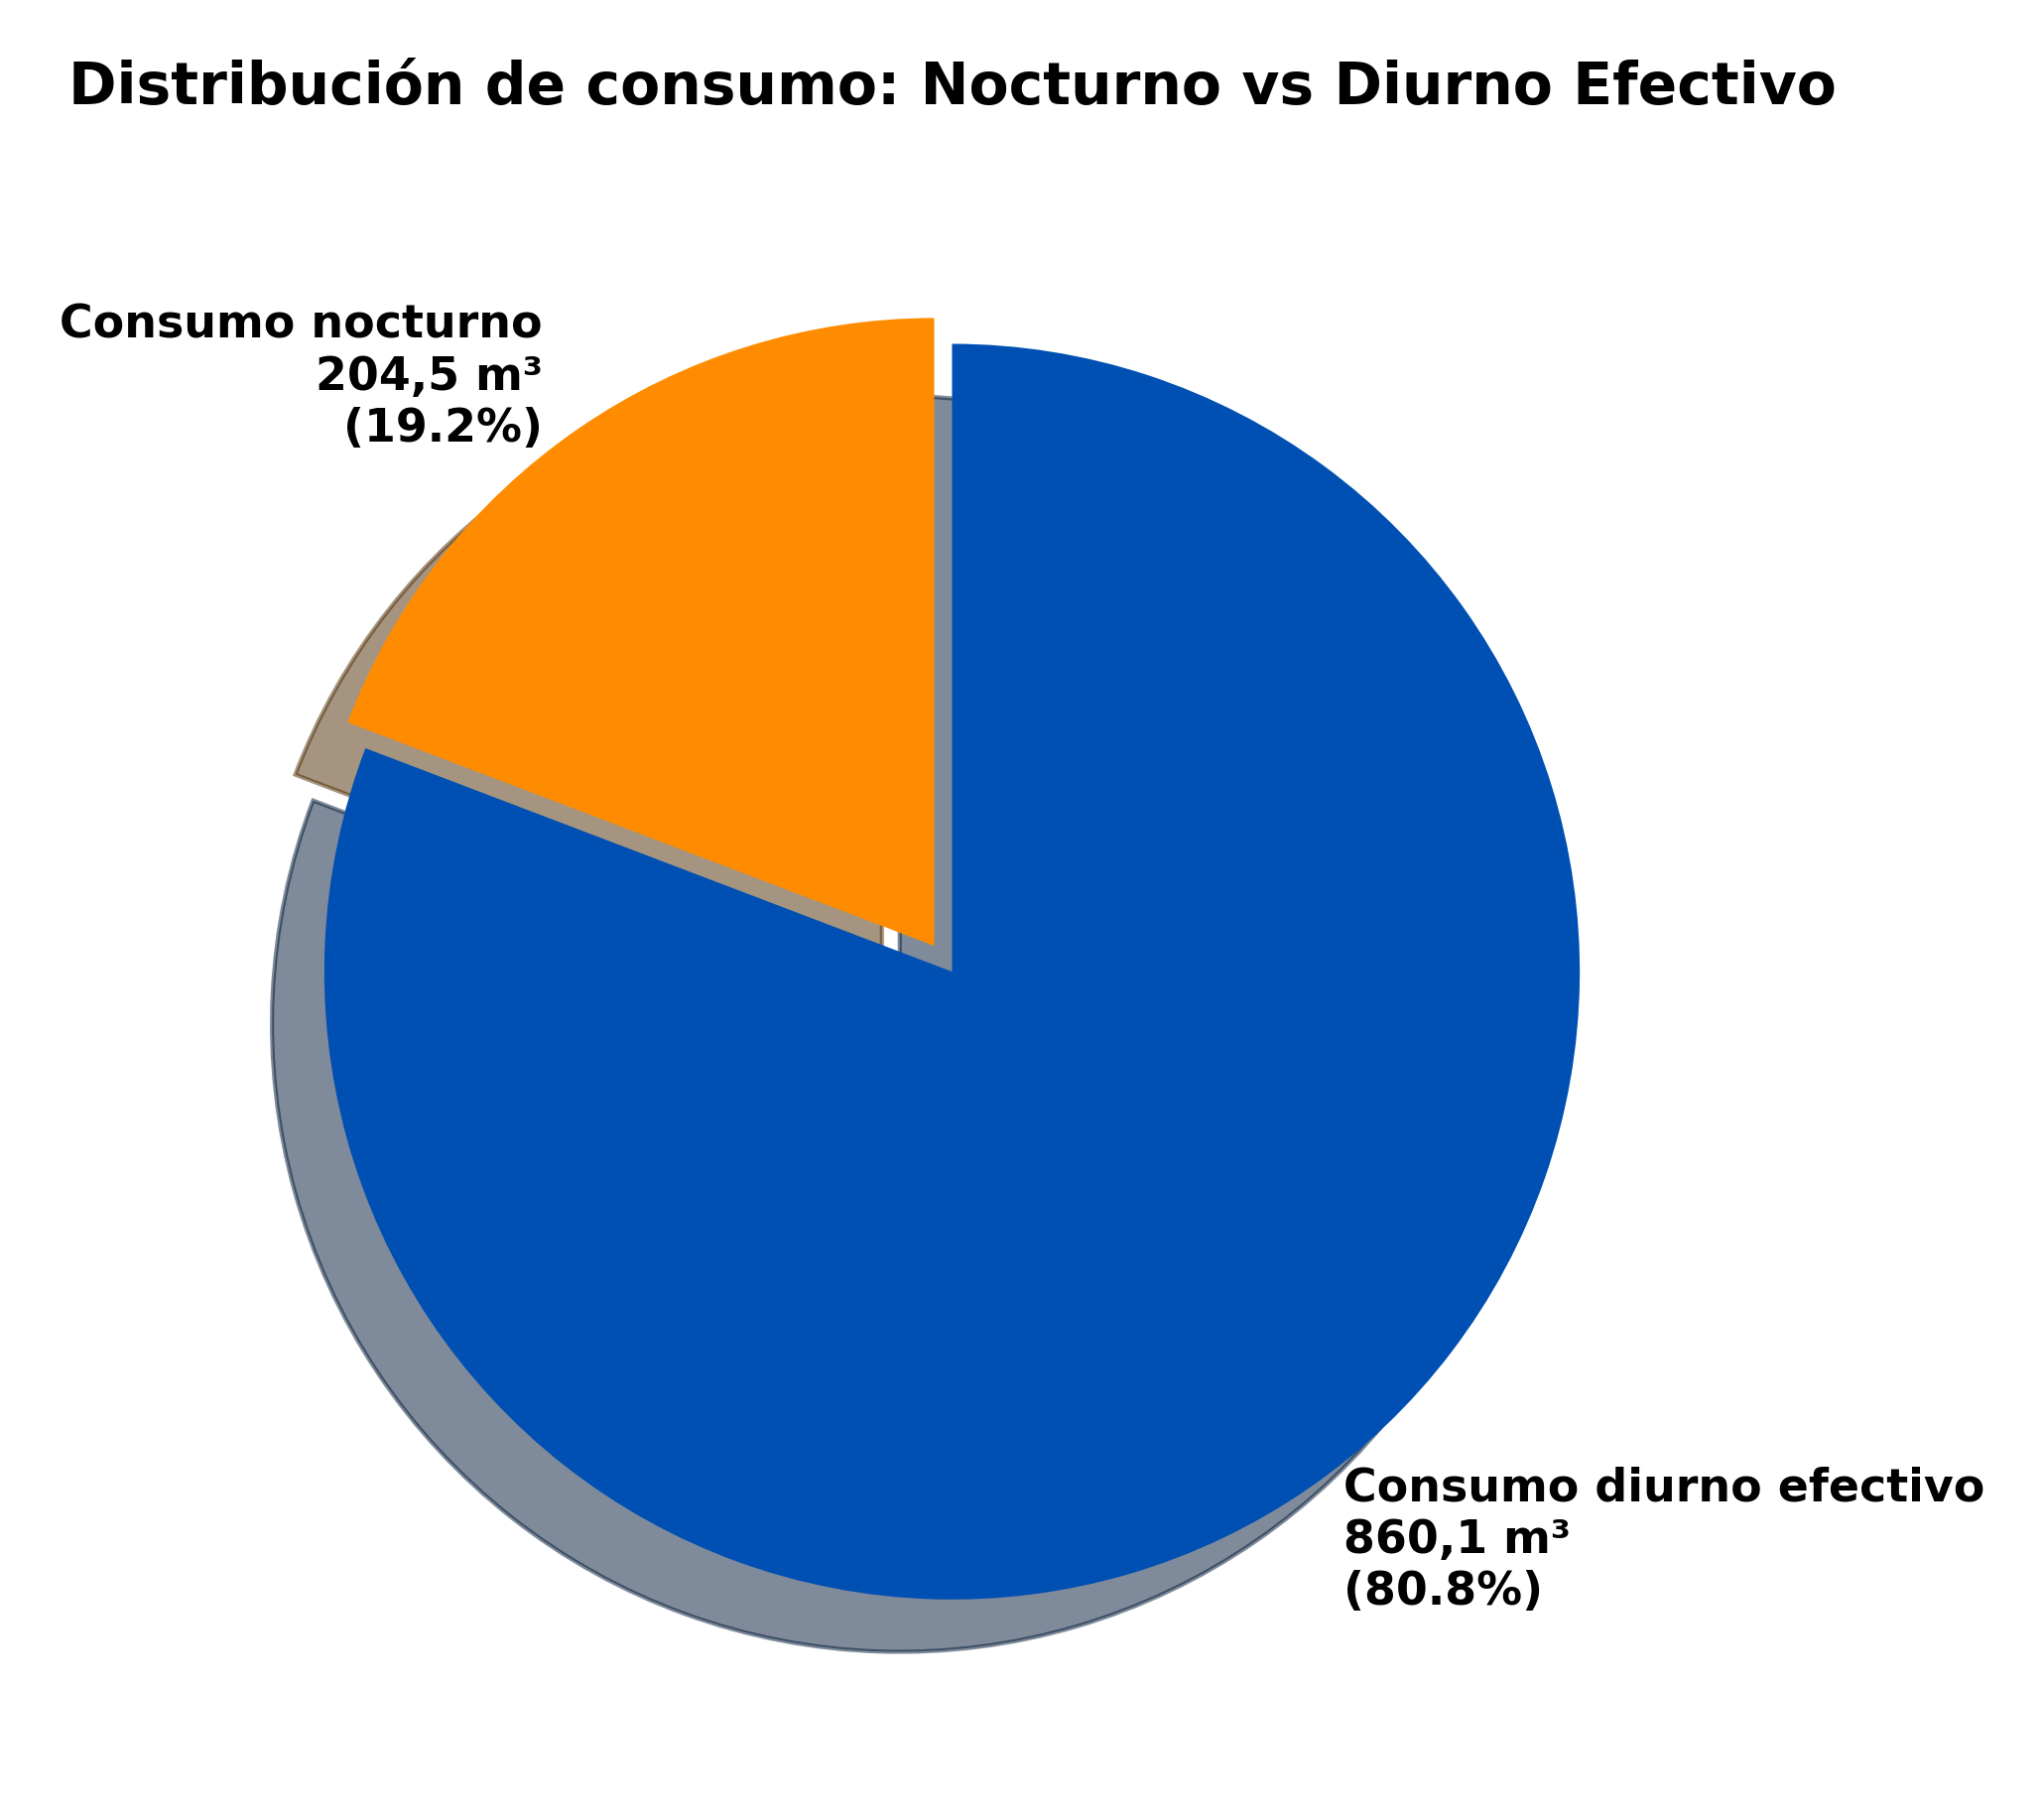 Distribución de consumo: Nocturno vs Diurno Efectivo
Consumo nocturno
204,5 m³
(19.2%)
Consumo diurno efectivo
860,1 m³
(80.8%)